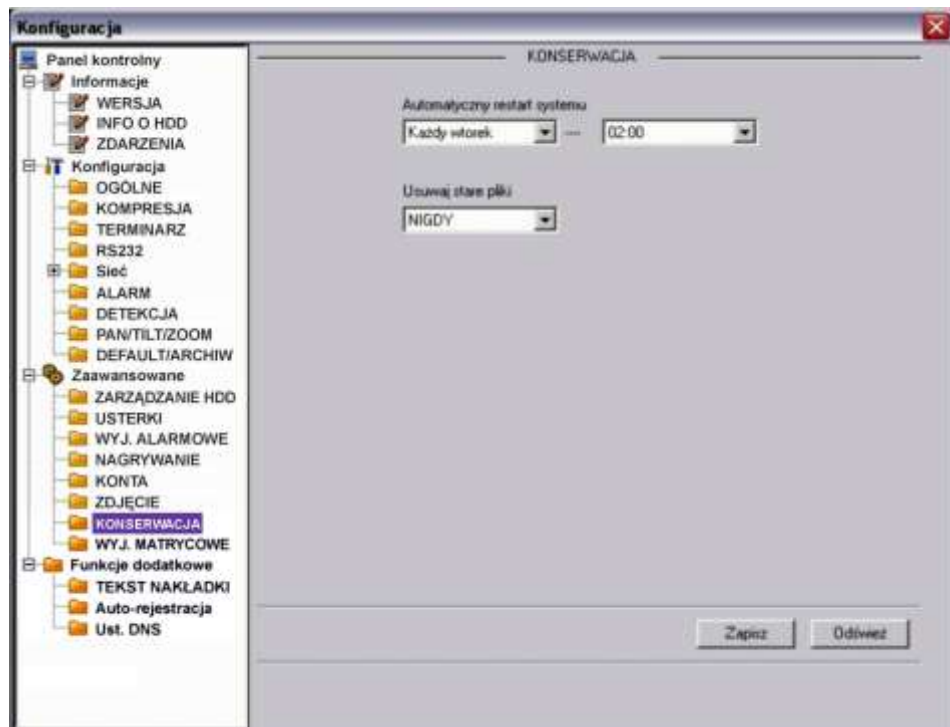 Konfiguracja
Panel kontrolny
Informacje
WERSJA
INFO O HDD
ZDARZENIA
Konfiguracja
OGÓLNE
KOMPRESJA
TERMINARZ
RS232
Sieć
ALARM
DETEKCJA
PAN/TILT/ZOOM
DEFAULT/ARCHIW
Zaawansowane
ZARZĄDZANIE HDD
USTERKI
WYJ. ALARMOWE
NAGRYWANIE
KONTA
ZDJĘCIE
KONSERWACJA
WYJ. MATRYCOWE
Funkcje dodatkowe
TEKST NAKŁADKI
Auto-rejestracja
Ust. DNS
KONSERWACJA
Automatyczny restart systemu
Każdy wtorek --- 02:00
Usuwaj stare pliki
NIGDY
Zapisz Odśwież